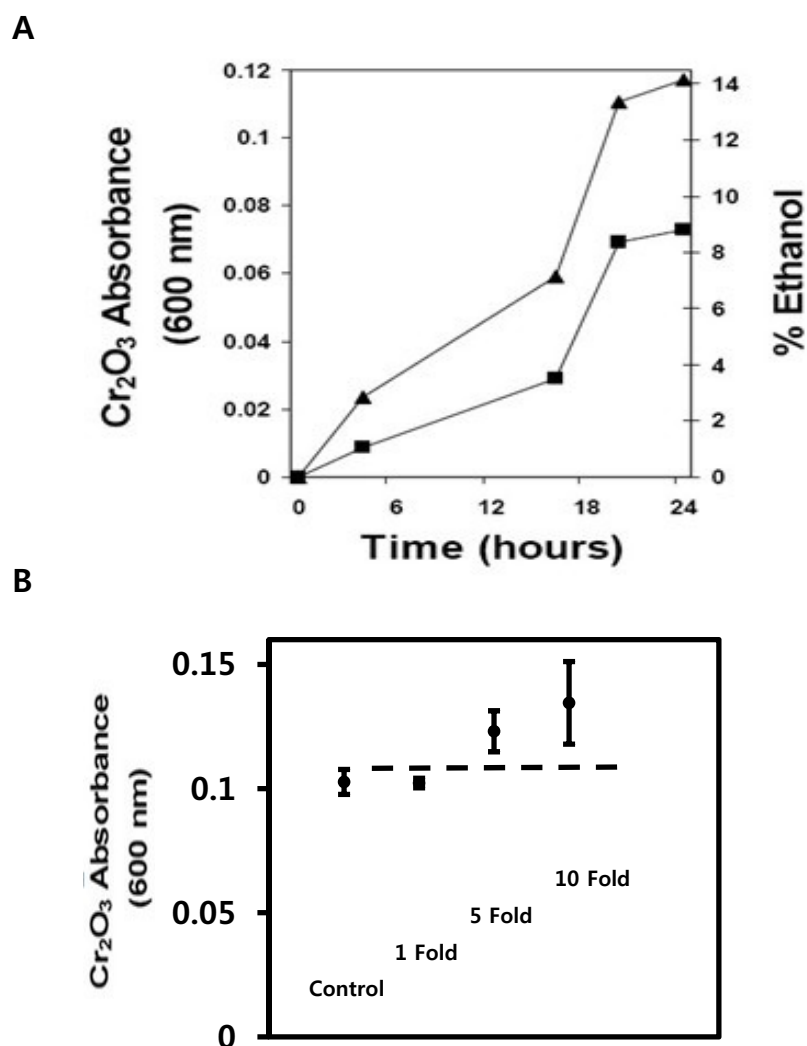 A
0.12
0.1
0.08
0.06
0.04
0.02
0
14
12
10
8
6
4
2
0
Cr₂O₃ Absorbance
(600 nm)
% Ethanol
0 6 12 18 24
Time (hours)
B
0.15
0.1
0.05
0
Cr₂O₃ Absorbance
(600 nm)
10 Fold
5 Fold
1 Fold
Control